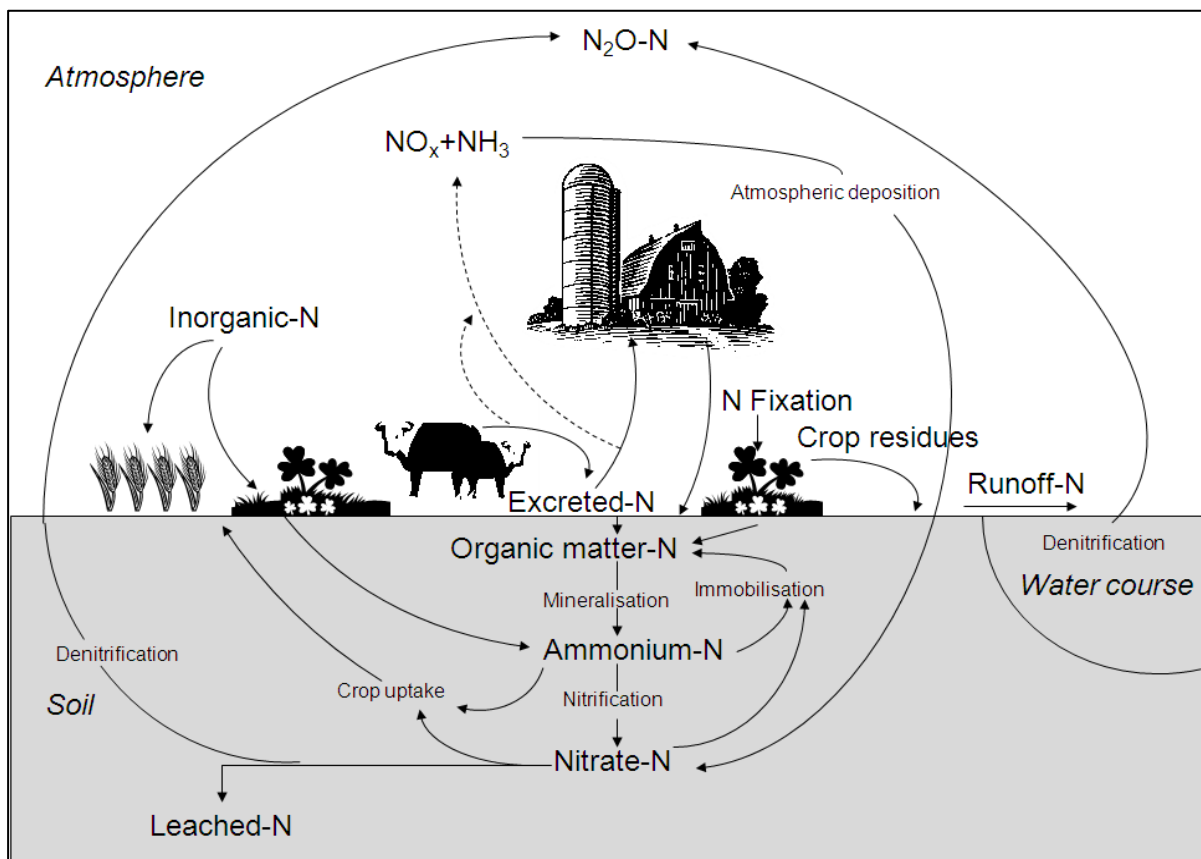 N₂O-N
Atmosphere
NOₓ+NH₃
Atmospheric deposition
Inorganic-N
N Fixation
Crop residues
Excreted-N
Runoff-N
Organic matter-N
Denitrification
Water course
Mineralisation
Immobilisation
Ammonium-N
Denitrification
Soil
Crop uptake
Nitrification
Nitrate-N
Leached-N